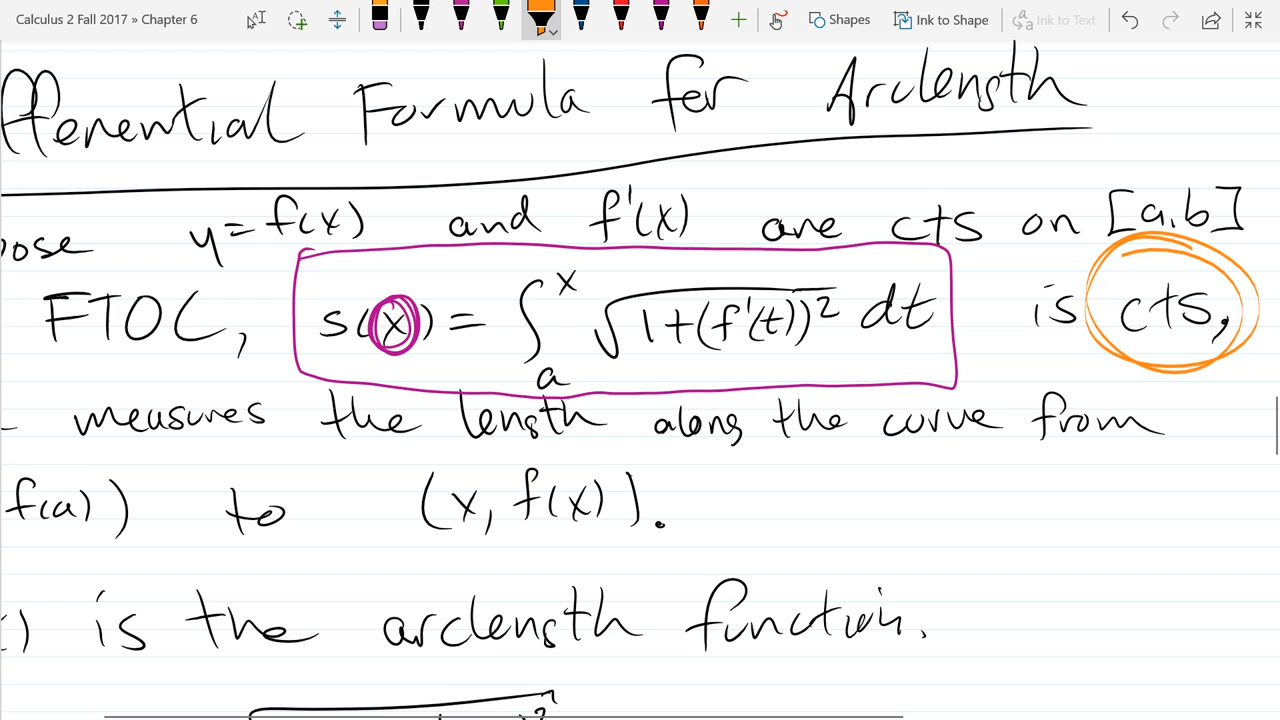 Calculus 2 Fall 2017 » Chapter 6
Shapes
Ink to Shape
Ink to Text
fferential Formula for Arclength
pose y=f(x) and f'(x) are cts on [a,b]
FTOC, s(x) = ∫ₐˣ √(1+(f'(t))²) dt is cts,
measures the length along the curve from
f(a)) to (x, f(x)).
) is the arclength function.